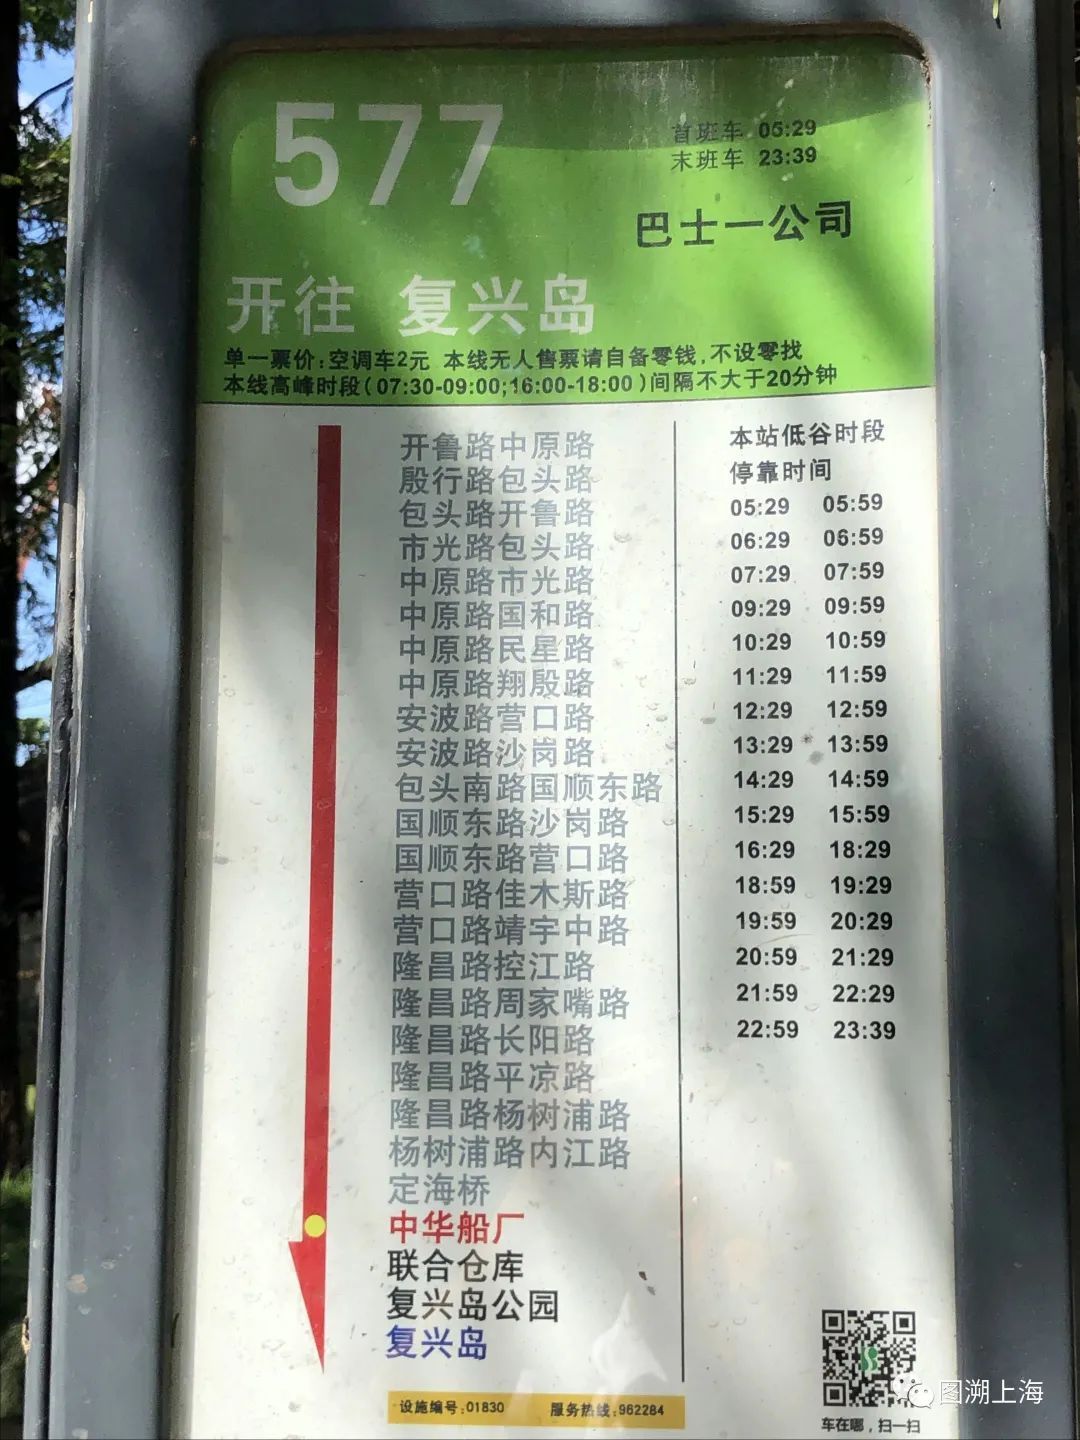 577
首班车 05:29
末班车 23:39
巴士一公司
开往 复兴岛
单一票价:空调车2元 本线无人售票请自备零钱,不设零找
本线高峰时段(07:30-09:00;16:00-18:00)间隔不大于20分钟
开鲁路中原路
殷行路包头路
包头路开鲁路
市光路包头路
中原路市光路
中原路国和路
中原路民星路
中原路翔殷路
安波路营口路
安波路沙岗路
包头南路国顺东路
国顺东路沙岗路
国顺东路营口路
营口路佳木斯路
营口路靖宇中路
隆昌路控江路
隆昌路周家嘴路
隆昌路长阳路
隆昌路平凉路
隆昌路杨树浦路
杨树浦路内江路
定海桥
中华船厂
联合仓库
复兴岛公园
复兴岛
本站低谷时段
停靠时间
05:29 05:59
06:29 06:59
07:29 07:59
09:29 09:59
10:29 10:59
11:29 11:59
12:29 12:59
13:29 13:59
14:29 14:59
15:29 15:59
16:29 18:29
18:59 19:29
19:59 20:29
20:59 21:29
21:59 22:29
22:59 23:39
设施编号:01830 服务热线:962284
车在哪,扫一扫
图溯上海